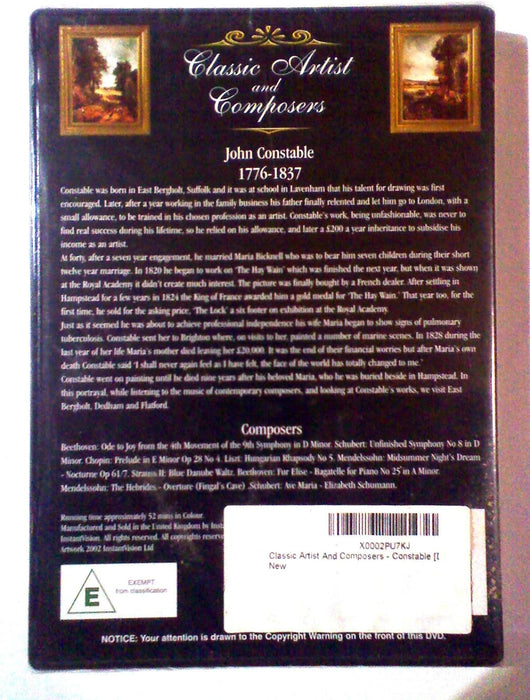 Classic Artist
and
Composers
John Constable
1776-1837
Constable was born in East Bergholt, Suffolk and it was at school in Lavenham that his talent for drawing was first
encouraged. Later, after a year working in the family business his father finally relented and let him go to London, with a
small allowance, to be trained in his chosen profession as an artist. Constable's work, being unfashionable, was never to
find real success during his lifetime, so he relied on his allowance, and later a £200 a year inheritance to subsidise his
income as an artist.
At forty, after a seven year engagement, he married Maria Bicknell who was to bear him seven children during their short
twelve year marriage. In 1820 he began to work on 'The Hay Wain' which was finished the next year, but when it was shown
at the Royal Academy it didn't create much interest. The picture was finally bought by a French dealer. After settling in
Hampstead for a few years in 1824 the King of France awarded him a gold medal for 'The Hay Wain.' That year too, for the
first time, he sold for the asking price, 'The Lock' a six footer on exhibition at the Royal Academy.
Just as it seemed he was about to achieve professional independence his wife Maria began to show signs of pulmonary
tuberculosis. Constable sent her to Brighton where, on visits to her, painted a number of marine scenes. In 1828 during the
last year of her life Maria's mother died leaving her £20,000. It was the end of their financial worries but after Maria's own
death Constable said 'I shall never again feel as I have felt, the face of the world has totally changed to me.'
Constable went on painting until he died nine years after his beloved Maria, who he was buried beside in Hampstead. In
this portrayal, while listening to the music of contemporary composers, and looking at Constable's works, we visit East
Bergholt, Dedham and Flatford.
Composers
Beethoven: Ode to Joy from the 4th Movement of the 9th Symphony in D Minor. Schubert: Unfinished Symphony No 8 in D
Minor. Chopin: Prelude in E Minor Op 28 No 4. Liszt: Hungarian Rhapsody No 5. Mendelssohn: Midsummer Night's Dream
- Nocturne Op 61/7. Strauss II: Blue Danube Waltz. Beethoven: Fur Elise - Bagatelle for Piano No 25 in A Minor.
Mendelssohn: The Hebrides - Overture (Fingal's Cave) .Schubert: Ave Maria - Elizabeth Schumann.
Running time approximately 52 mins in Colour.
Manufactured and Sold in the United Kingdom by
InstantVision. All rights reserved. All copyrights
Artwork 2002 InstantVision Ltd
X0002PU7KJ
Classic Artist And Composers - Constable [D
New
E
EXEMPT
from classification
NOTICE: Your attention is drawn to the Copyright Warning on the front of this DVD.